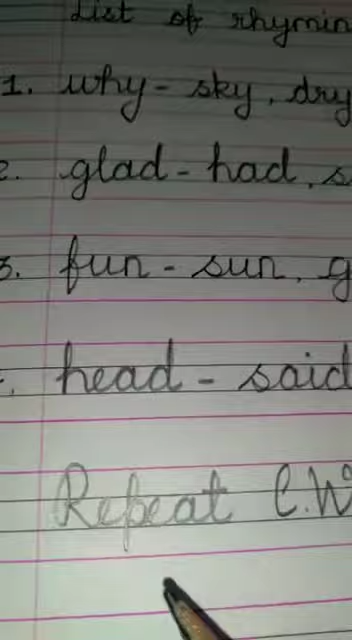 List of rhymin
1. why - sky, dry
2. glad - had, s
3. fun - sun, g
. head - said
Repeat C.W